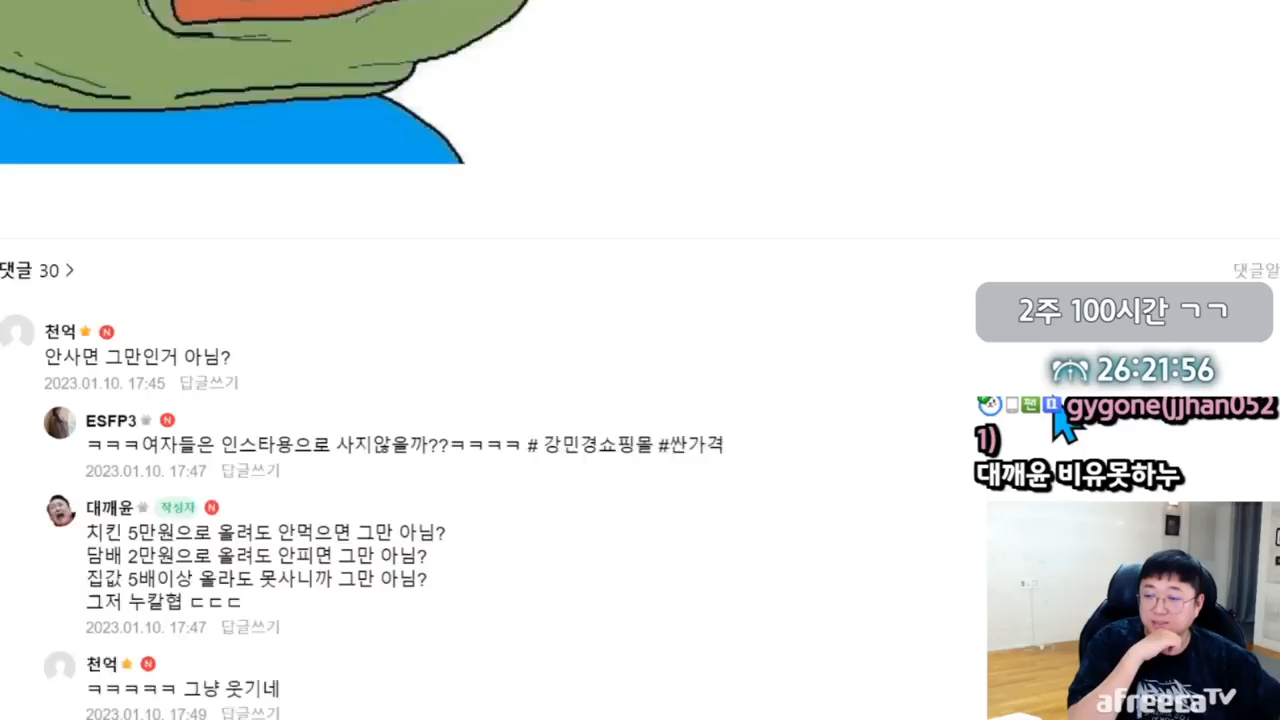 댓글 30 >
댓글알
천억 N
안사면 그만인거 아님?
2023.01.10. 17:45 답글쓰기
ESFP3 N
ㅋㅋㅋ여자들은 인스타용으로 사지않을까??ㅋㅋㅋㅋ # 강민경쇼핑몰 #싼가격
2023.01.10. 17:47 답글쓰기
대깨윤 작성자 N
치킨 5만원으로 올려도 안먹으면 그만 아님?
담배 2만원으로 올려도 안피면 그만 아님?
집값 5배이상 올라도 못사니까 그만 아님?
그저 누칼협 ㄷㄷㄷ
2023.01.10. 17:47 답글쓰기
천억 N
ㅋㅋㅋㅋㅋ 그냥 웃기네
2023.01.10. 17:49 답글쓰기
2주 100시간 ㄱㄱ
26:21:56
팬 n gygone(jjhan052
1)
대깨윤 비유못하누
afreecaTV